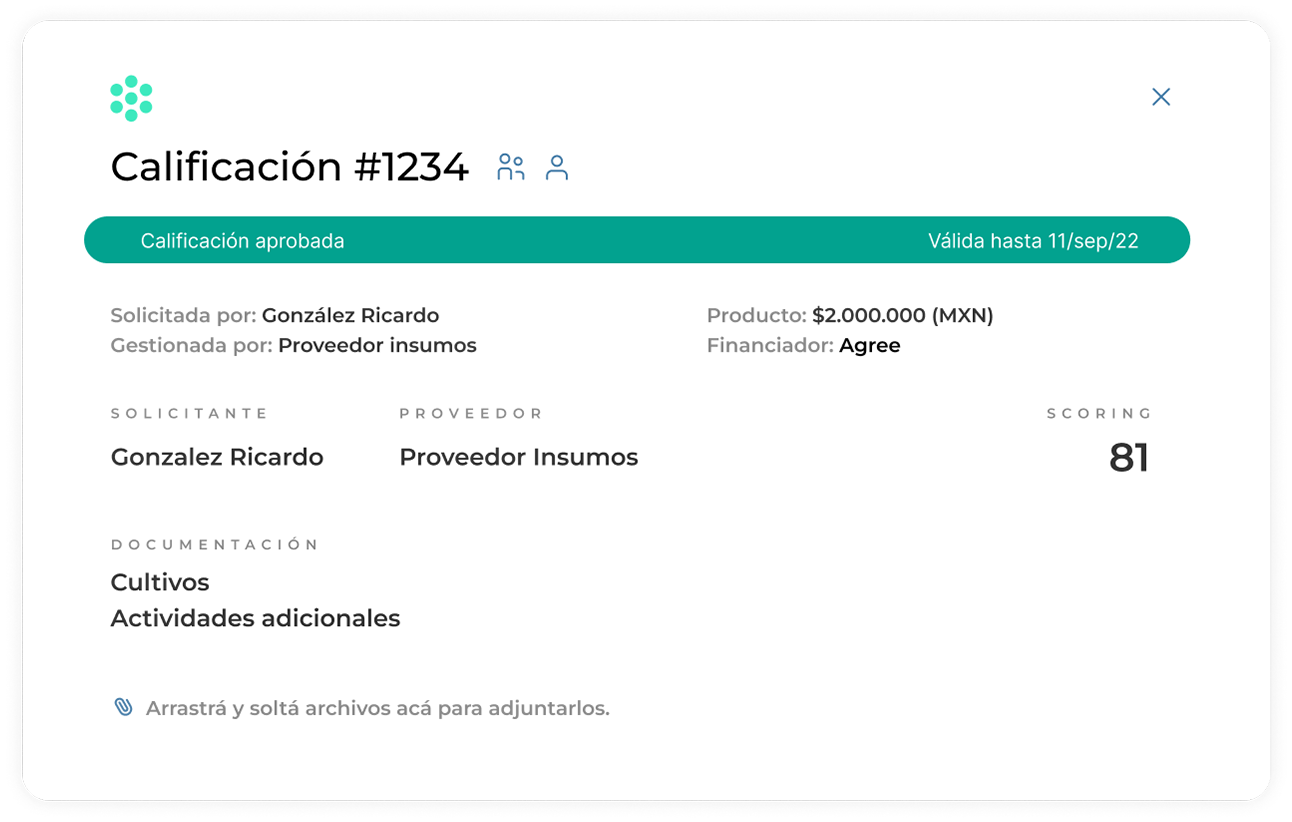 Calificación #1234
Calificación aprobada
Válida hasta 11/sep/22
Solicitada por: González Ricardo
Producto: $2.000.000 (MXN)
Gestionada por: Proveedor insumos
Financiador: Agree
SOLICITANTE
PROVEEDOR
SCORING
Gonzalez Ricardo
Proveedor Insumos
81
DOCUMENTACIÓN
Cultivos
Actividades adicionales
Arrastrá y soltá archivos acá para adjuntarlos.